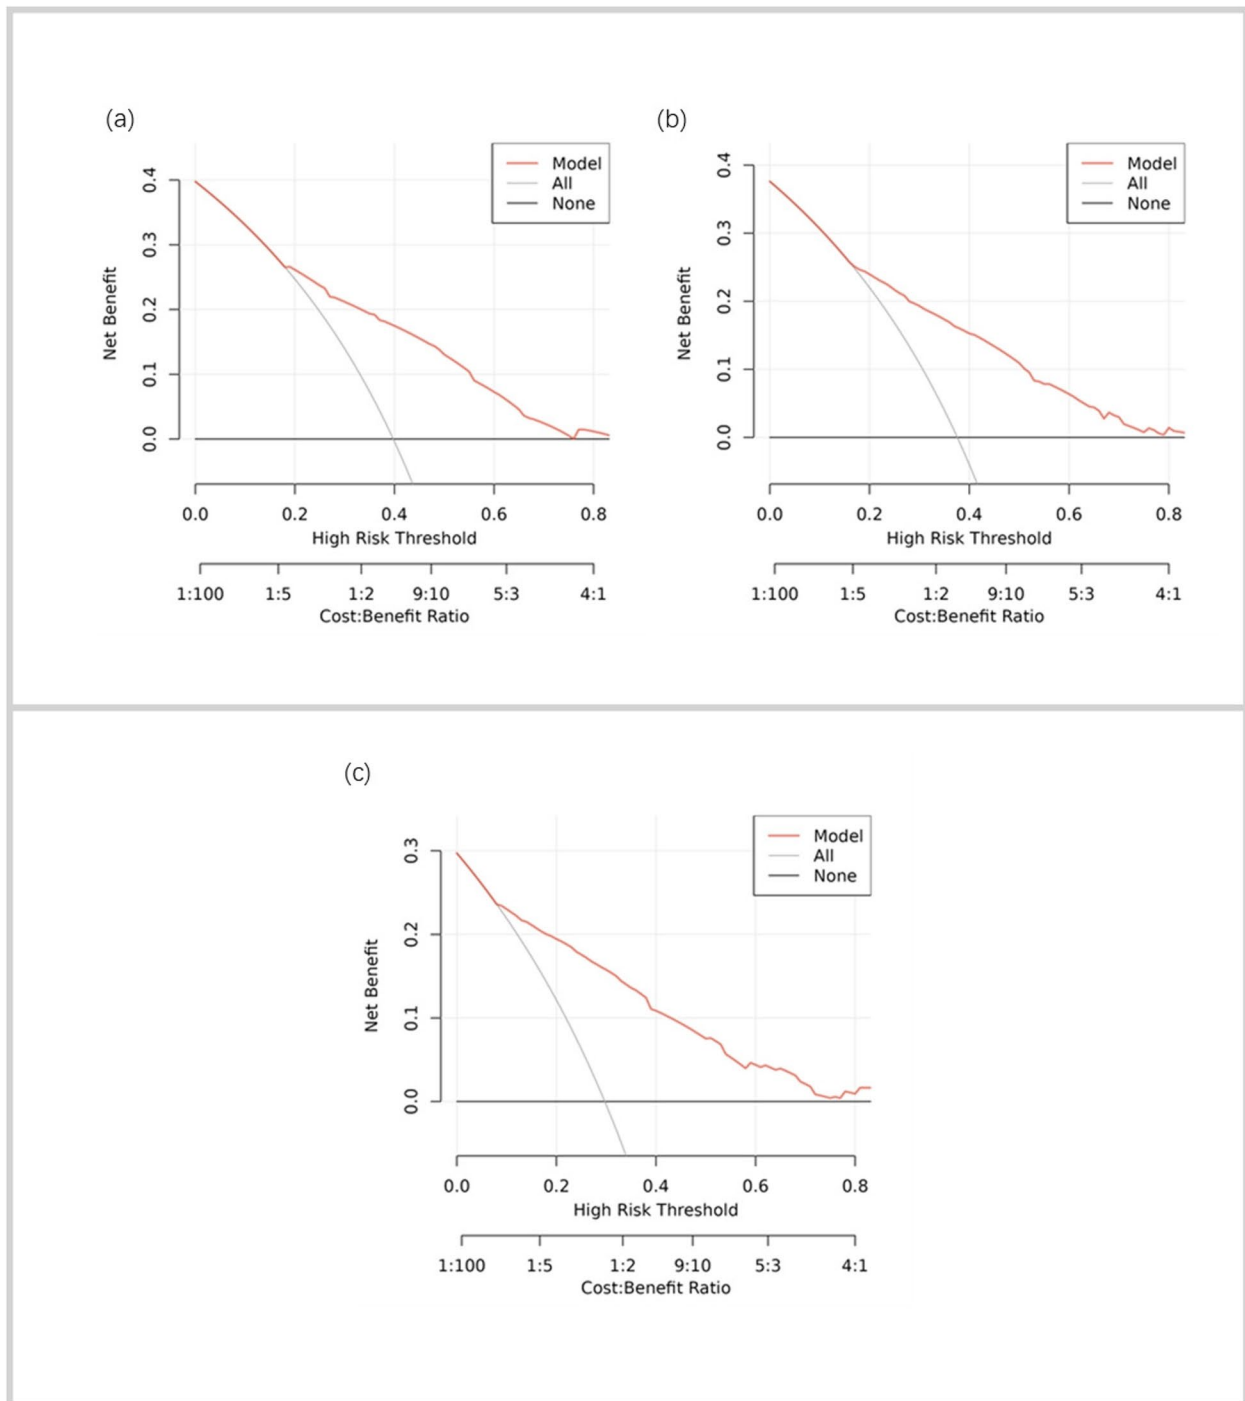 (a)
Model
All
None
0.4
0.3
0.2
0.1
0.0
Net Benefit
0.0 0.2 0.4 0.6 0.8
High Risk Threshold
1:100 1:5 1:2 9:10 5:3 4:1
Cost:Benefit Ratio
(b)
Model
All
None
0.4
0.3
0.2
0.1
0.0
Net Benefit
0.0 0.2 0.4 0.6 0.8
High Risk Threshold
1:100 1:5 1:2 9:10 5:3 4:1
Cost:Benefit Ratio
(c)
Model
All
None
0.3
0.2
0.1
0.0
Net Benefit
0.0 0.2 0.4 0.6 0.8
High Risk Threshold
1:100 1:5 1:2 9:10 5:3 4:1
Cost:Benefit Ratio